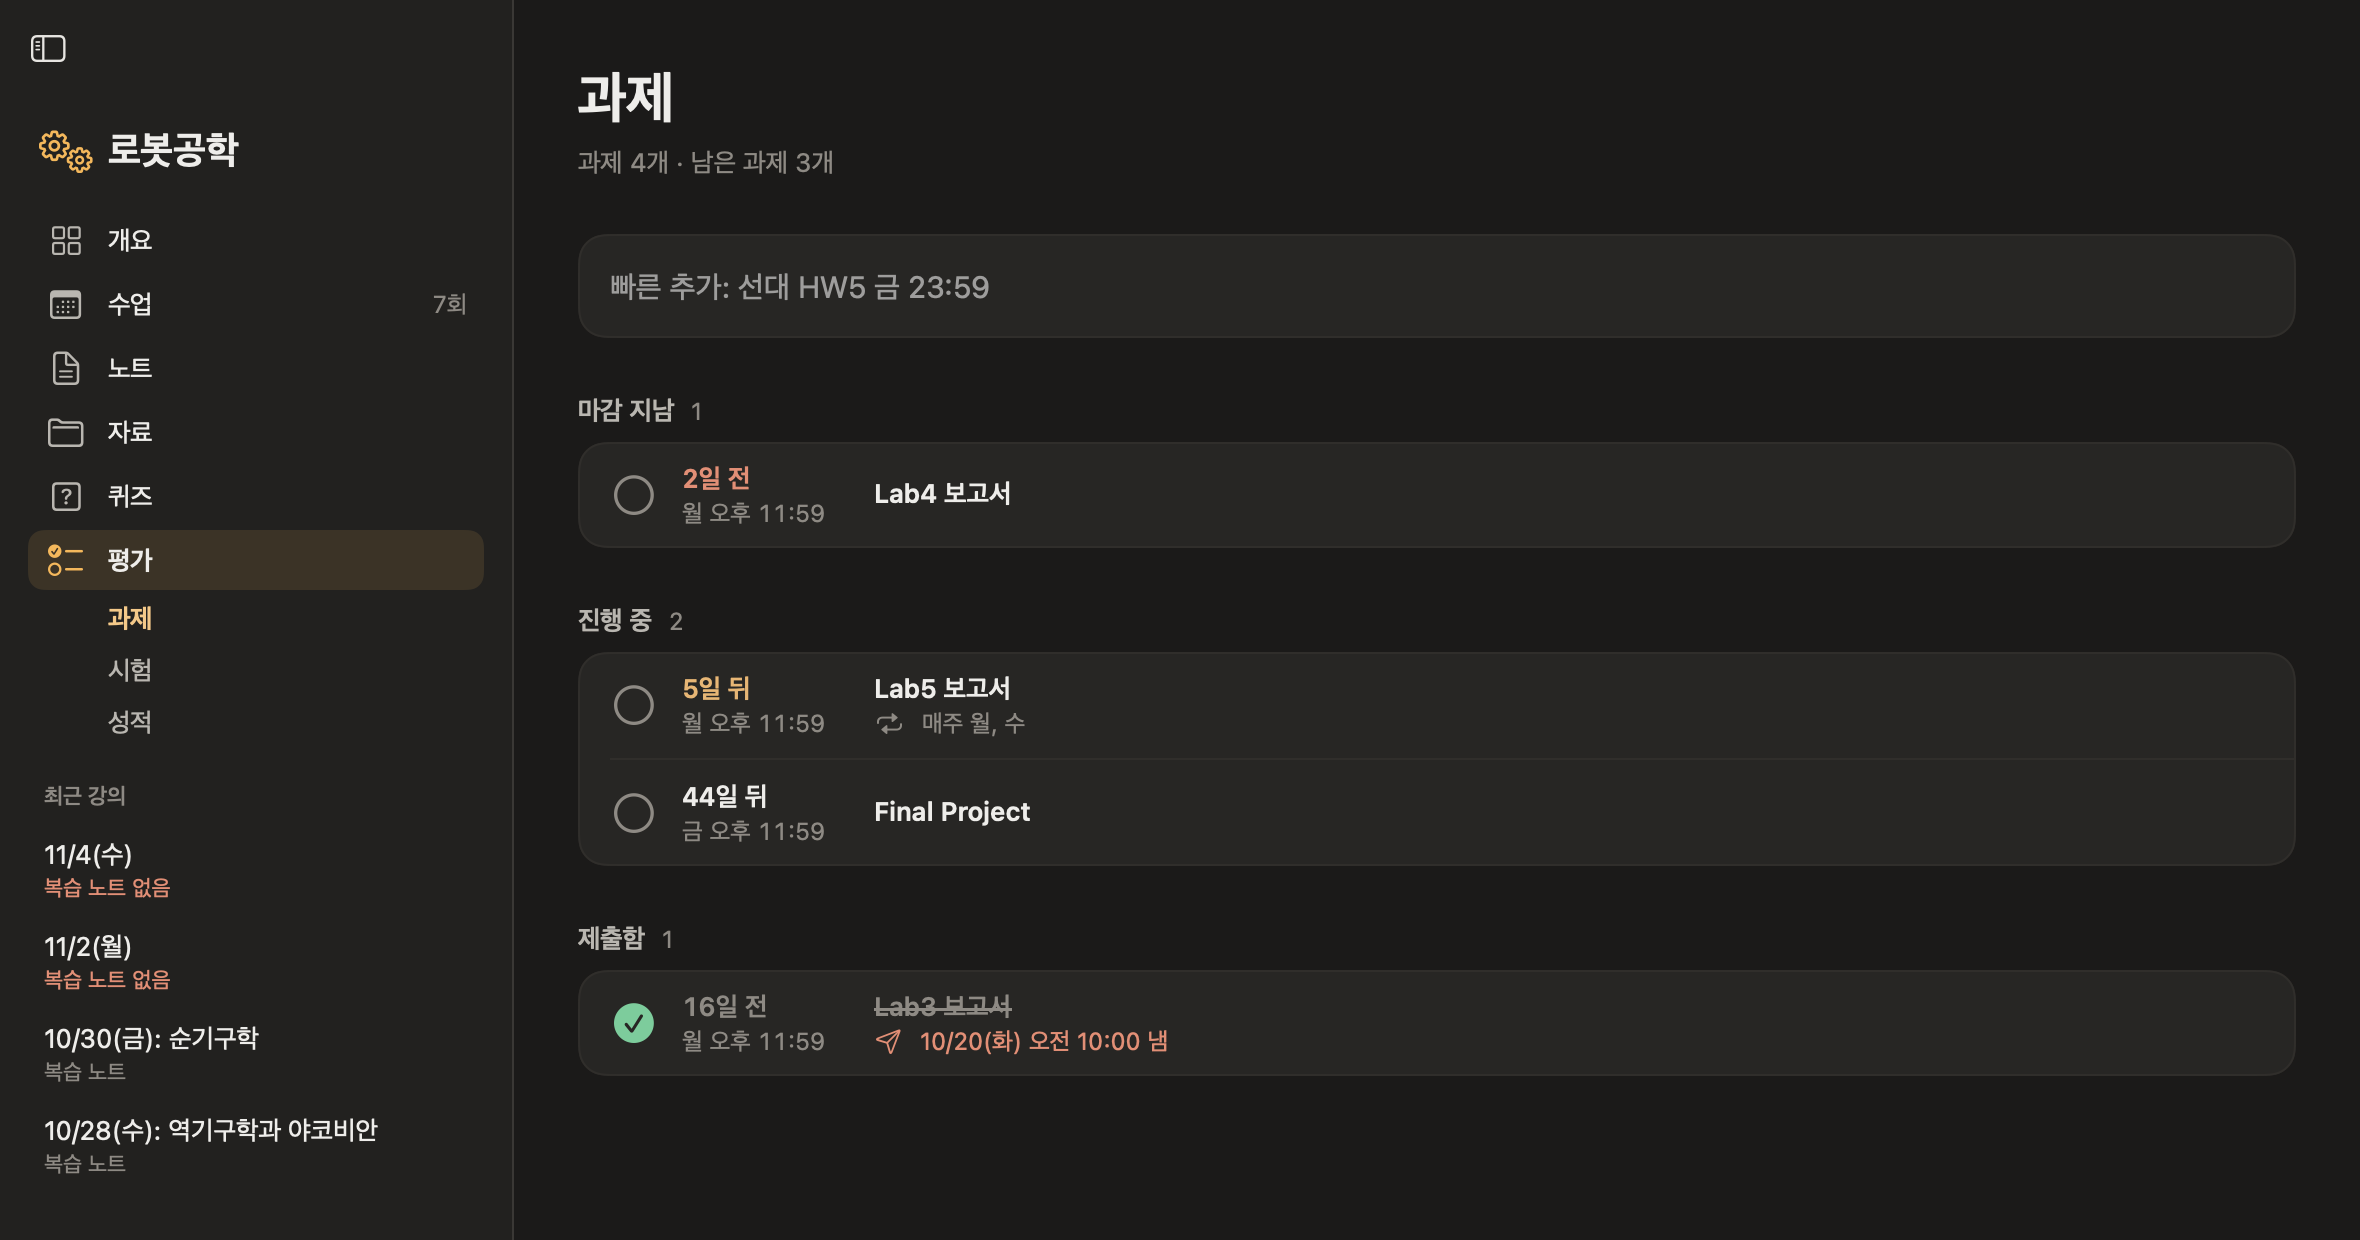 로봇공학
개요
수업 7회
노트
자료
퀴즈
평가
과제
시험
성적
최근 강의
11/4(수)
복습 노트 없음
11/2(월)
복습 노트 없음
10/30(금): 순기구학
복습 노트
10/28(수): 역기구학과 야코비안
복습 노트
과제
과제 4개 · 남은 과제 3개
빠른 추가: 선대 HW5 금 23:59
마감 지남 1
2일 전
월 오후 11:59
Lab4 보고서
진행 중 2
5일 뒤
월 오후 11:59
Lab5 보고서
매주 월, 수
44일 뒤
금 오후 11:59
Final Project
제출함 1
16일 전
월 오후 11:59
Lab3 보고서
10/20(화) 오전 10:00 냄